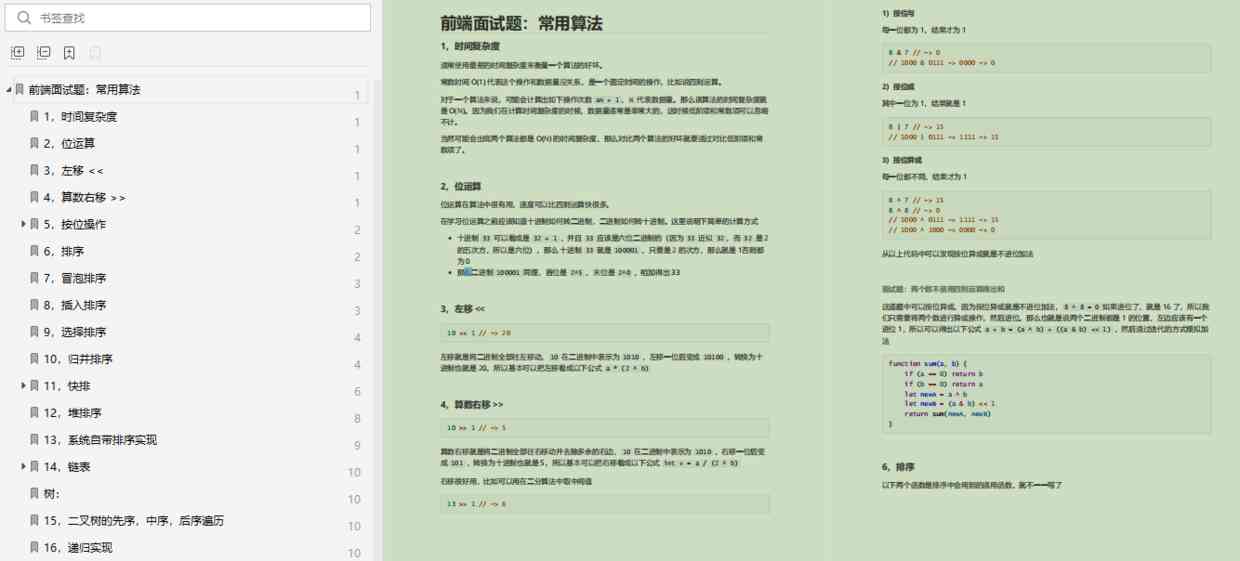 书签查找
前端面试题：常用算法 1
1，时间复杂度 1
2，位运算 1
3，左移 << 1
4，算数右移 >> 1
5，按位操作 2
6，排序 2
7，冒泡排序 3
8，插入排序 3
9，选择排序 4
10，归并排序 4
11，快排 6
12，堆排序 8
13，系统自带排序实现 9
14，链表 10
树： 10
15，二叉树的先序，中序，后序遍历 10
16，递归实现 10
前端面试题：常用算法
1，时间复杂度
通常使用最差的时间复杂度来衡量一个算法的好坏。
常数时间 O(1) 代表这个操作和数据量没关系，是一个固定时间的操作，比如说四则运算。
对于一个算法来说，可能会计算出如下操作次数 aN + 1，N 代表数据量。那么该算法的时间复杂度就
是 O(N)。因为我们在计算时间复杂度的时候，数据量通常是非常大的，这时候低阶项和常数项可以忽略
不计。
当然可能会出现两个算法都是 O(N) 的时间复杂度，那么对比两个算法的好坏就要通过对比低阶项和常
数项了。
2，位运算
位运算在算法中很有用，速度可以比四则运算快很多。
在学习位运算之前应该知道十进制如何转二进制，二进制如何转十进制。这里说明下简单的计算方式
• 十进制 33 可以看成是 32 + 1 ，并且 33 应该是六位二进制的（因为 33 近似 32 ，而 32 是 2
的五次方，所以是六位），那么十进制 33 就是 100001 ，只要是 2 的次方，那么就是 1否则都
为 0
• 那么二进制 100001 同理，首位是 2^5 ，末位是 2^0 ，相加得出 33
3，左移 <<
10 << 1 // -> 20
左移就是将二进制全部往左移动， 10 在二进制中表示为 1010 ，左移一位后变成 10100 ，转换为十
进制也就是 20，所以基本可以把左移看成以下公式 a * (2 ^ b)
4，算数右移 >>
10 >> 1 // -> 5
算数右移就是将二进制全部往右移动并去除多余的右边， 10 在二进制中表示为 1010 ，右移一位后变
成 101 ，转换为十进制也就是 5，所以基本可以把右移看成以下公式 int v = a / (2 ^ b)
右移很好用，比如可以用在二分算法中取中间值
13 >> 1 // -> 6
1）按位与
每一位都为 1，结果才为 1
8 & 7 // -> 0
// 1000 & 0111 -> 0000 -> 0
2）按位或
其中一位为 1，结果就是 1
8 | 7 // -> 15
// 1000 | 0111 -> 1111 -> 15
3）按位异或
每一位都不同，结果才为 1
8 ^ 7 // -> 15
8 ^ 8 // -> 0
// 1000 ^ 0111 -> 1111 -> 15
// 1000 ^ 1000 -> 0000 -> 0
从以上代码中可以发现按位异或就是不进位加法
面试题：两个数不使用四则运算得出和
这道题中可以按位异或，因为按位异或就是不进位加法， 8 ^ 8 = 0 如果进位了，就是 16 了，所以我
们只需要将两个数进行异或操作，然后进位。那么也就是说两个二进制都是 1 的位置，左边应该有一个
进位 1，所以可以得出以下公式 a + b = (a ^ b) + ((a & b) << 1) ，然后通过迭代的方式模拟加
法
function sum(a, b) {
if (a == 0) return b
if (b == 0) return a
let newA = a ^ b
let newB = (a & b) << 1
return sum(newA, newB)
}
6，排序
以下两个函数是排序中会用到的通用函数，就不一一写了